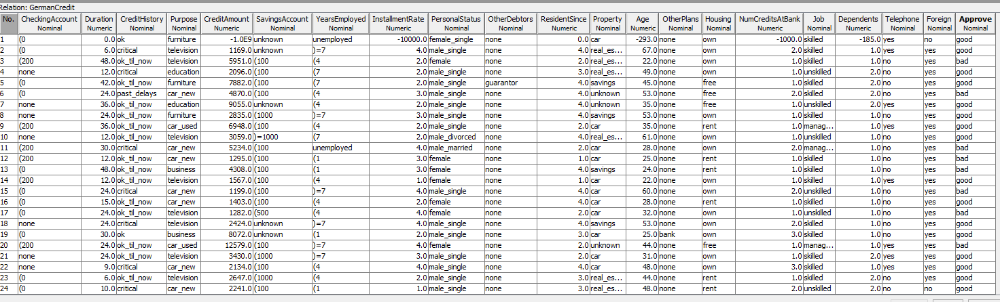 Relation: GermanCredit
No. CheckingAccount Duration CreditHistory Purpose CreditAmount SavingsAccount YearsEmployed InstallmentRate PersonalStatus OtherDebtors ResidentSince Property Age OtherPlans Housing NumCreditsAtBank Job Dependents Telephone Foreign Approve
Nominal Numeric Nominal Nominal Numeric Nominal Nominal Numeric Nominal Nominal Numeric Nominal Numeric Nominal Nominal Numeric Nominal Numeric Nominal Nominal Nominal
1 (0 0.0 ok furniture -1.0E9 unknown unemployed -10000.0 female_single none 0.0 car -293.0 none own -1000.0 skilled -185.0 yes no good
2 (0 6.0 critical television 1169.0 unknown )=7 4.0 male_single none 4.0 real_es... 67.0 none own 2.0 skilled 1.0 yes yes good
3 (200 48.0 ok_til_now television 5951.0 (100 (4 2.0 female none 2.0 real_es... 22.0 none own 1.0 skilled 1.0 no yes bad
4 none 12.0 critical education 2096.0 (100 (7 2.0 male_single none 3.0 real_es... 49.0 none own 1.0 unskilled 2.0 no yes good
5 (0 42.0 ok_til_now furniture 7882.0 (100 (7 2.0 male_single guarantor 4.0 savings 45.0 none free 1.0 skilled 2.0 no yes good
6 (0 24.0 past_delays car_new 4870.0 (100 (4 3.0 male_single none 4.0 unknown 53.0 none free 2.0 skilled 2.0 no yes bad
7 none 36.0 ok_til_now education 9055.0 unknown (4 2.0 male_single none 4.0 unknown 35.0 none free 1.0 unskilled 2.0 yes yes good
8 none 24.0 ok_til_now furniture 2835.0 (1000 )=7 3.0 male_single none 4.0 savings 53.0 none own 1.0 skilled 1.0 no yes good
9 (200 36.0 ok_til_now car_used 6948.0 (100 (4 2.0 male_single none 2.0 car 35.0 none rent 1.0 manag... 1.0 yes yes good
10 none 12.0 ok_til_now television 3059.0 )=1000 (7 2.0 male_divorced none 4.0 real_es... 61.0 none own 1.0 unskilled 1.0 no yes good
11 (200 30.0 critical car_new 5234.0 (100 unemployed 4.0 male_married none 2.0 car 28.0 none own 2.0 manag... 1.0 no yes bad
12 (200 12.0 ok_til_now car_new 1295.0 (100 (1 3.0 female none 1.0 car 25.0 none rent 1.0 skilled 1.0 no yes bad
13 (0 48.0 ok_til_now business 4308.0 (100 (1 3.0 female none 4.0 savings 24.0 none rent 1.0 skilled 1.0 no yes bad
14 (200 12.0 ok_til_now television 1567.0 (100 (4 1.0 female none 1.0 car 22.0 none own 1.0 skilled 1.0 yes yes good
15 (0 24.0 critical car_new 1199.0 (100 )=7 4.0 male_single none 4.0 car 60.0 none own 2.0 unskilled 1.0 no yes bad
16 (0 15.0 ok_til_now car_new 1403.0 (100 (4 2.0 female none 4.0 car 28.0 none rent 1.0 skilled 1.0 no yes good
17 (0 24.0 ok_til_now television 1282.0 (500 (4 4.0 female none 2.0 car 32.0 none own 1.0 unskilled 1.0 no yes bad
18 none 24.0 critical television 2424.0 unknown )=7 4.0 male_single none 4.0 savings 53.0 none own 2.0 skilled 1.0 no yes good
19 (0 30.0 ok business 8072.0 unknown (1 2.0 male_single none 3.0 car 25.0 bank own 3.0 skilled 1.0 no yes good
20 (200 24.0 ok_til_now car_used 12579.0 (100 )=7 4.0 female none 2.0 unknown 44.0 none free 1.0 manag... 1.0 yes yes bad
21 none 24.0 ok_til_now television 3430.0 (1000 )=7 3.0 male_single none 2.0 car 31.0 none own 1.0 skilled 2.0 yes yes good
22 none 9.0 critical car_new 2134.0 (100 (4 4.0 male_single none 4.0 car 48.0 none own 3.0 skilled 1.0 yes yes good
23 (0 6.0 ok_til_now television 2647.0 (1000 (4 2.0 male_single none 3.0 real_es... 44.0 none rent 1.0 skilled 2.0 no yes good
24 (0 10.0 critical car_new 2241.0 (100 (1 1.0 male_single none 3.0 real_es... 48.0 none rent 2.0 unskilled 2.0 no no good